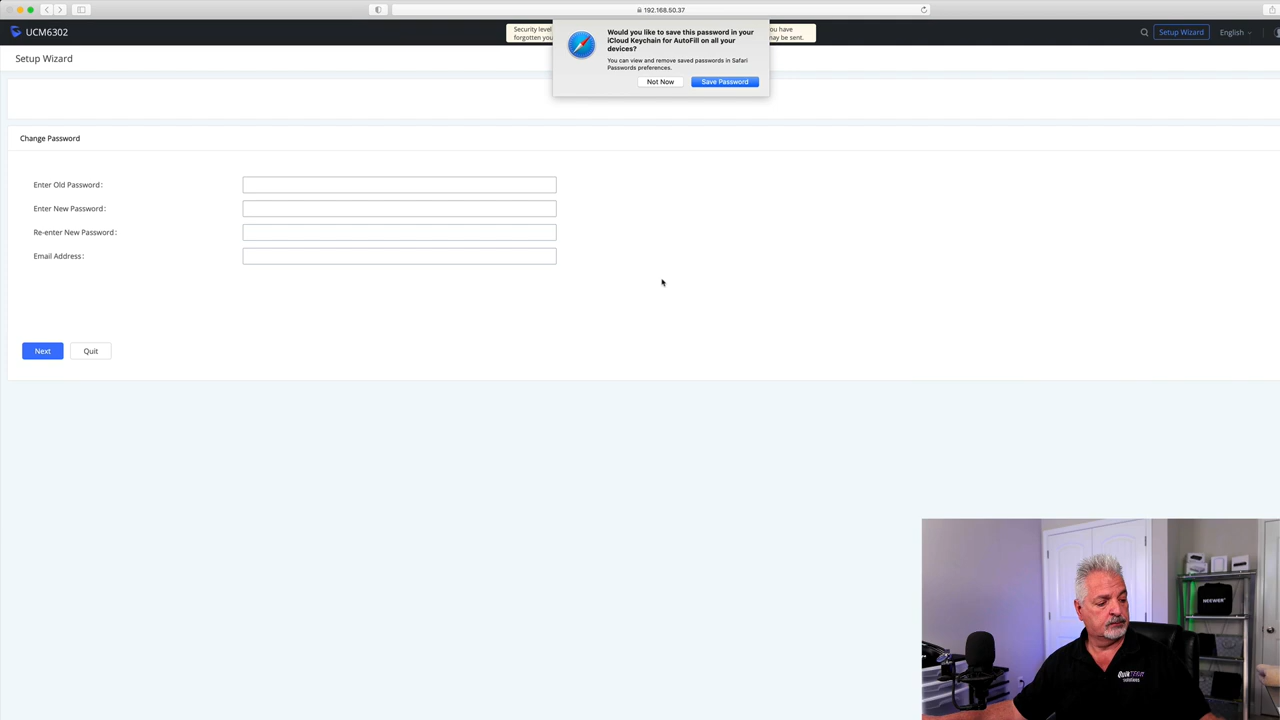 192.168.50.37
UCM6302
Security level
forgotten you
you have
may be sent.
Would you like to save this password in your
iCloud Keychain for AutoFill on all your
devices?
You can view and remove saved passwords in Safari
Passwords preferences.
Not Now
Save Password
Setup Wizard
English
Setup Wizard
Change Password
Enter Old Password:
Enter New Password:
Re-enter New Password:
Email Address:
Next
Quit
NEEWER